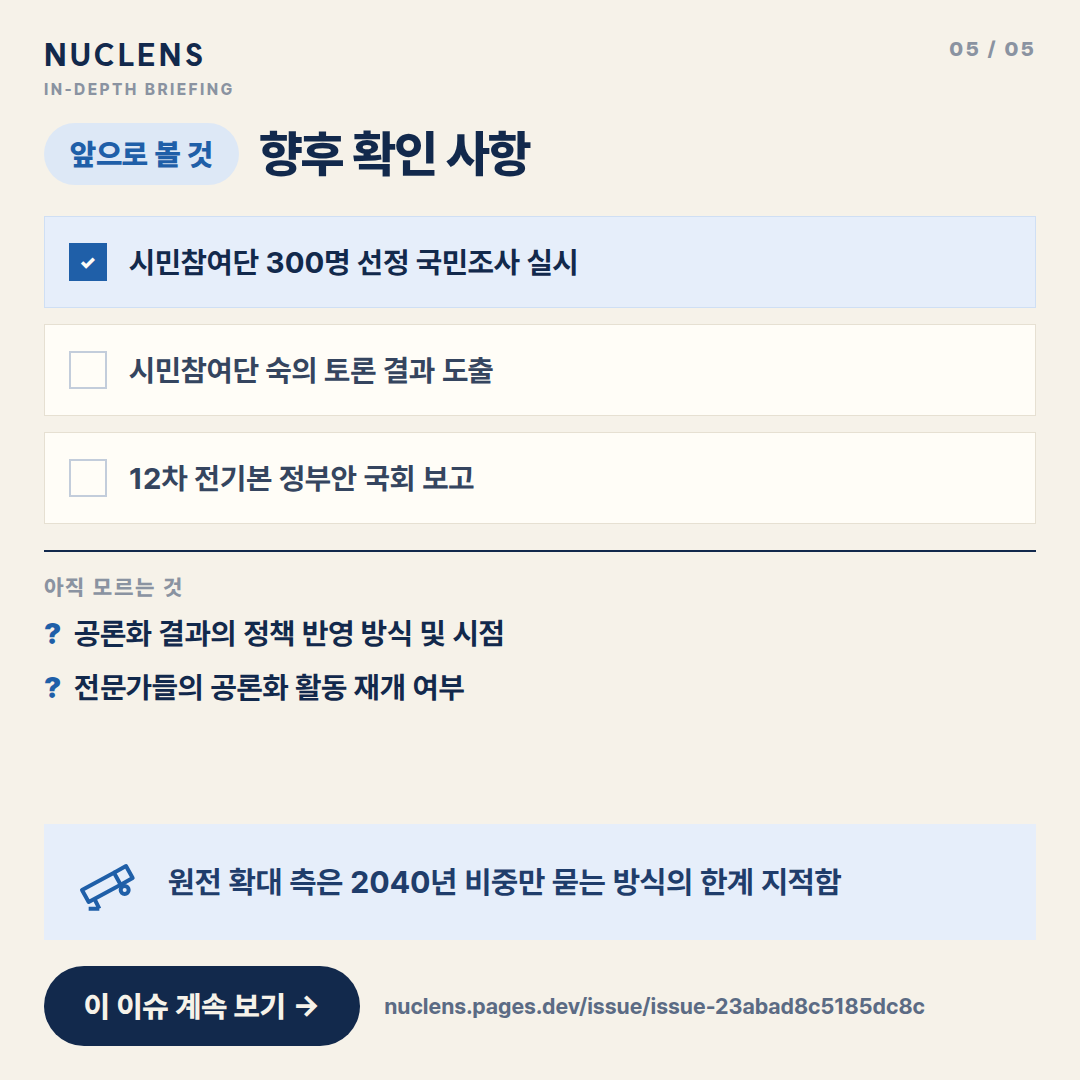 NUCLENS
05 / 05
IN-DEPTH BRIEFING
앞으로 볼 것
향후 확인 사항
시민참여단 300명 선정 국민조사 실시
시민참여단 숙의 토론 결과 도출
12차 전기본 정부안 국회 보고
아직 모르는 것
? 공론화 결과의 정책 반영 방식 및 시점
? 전문가들의 공론화 활동 재개 여부
원전 확대 측은 2040년 비중만 묻는 방식의 한계 지적함
이 이슈 계속 보기 →
nuclens.pages.dev/issue/issue-23abad8c5185dc8c